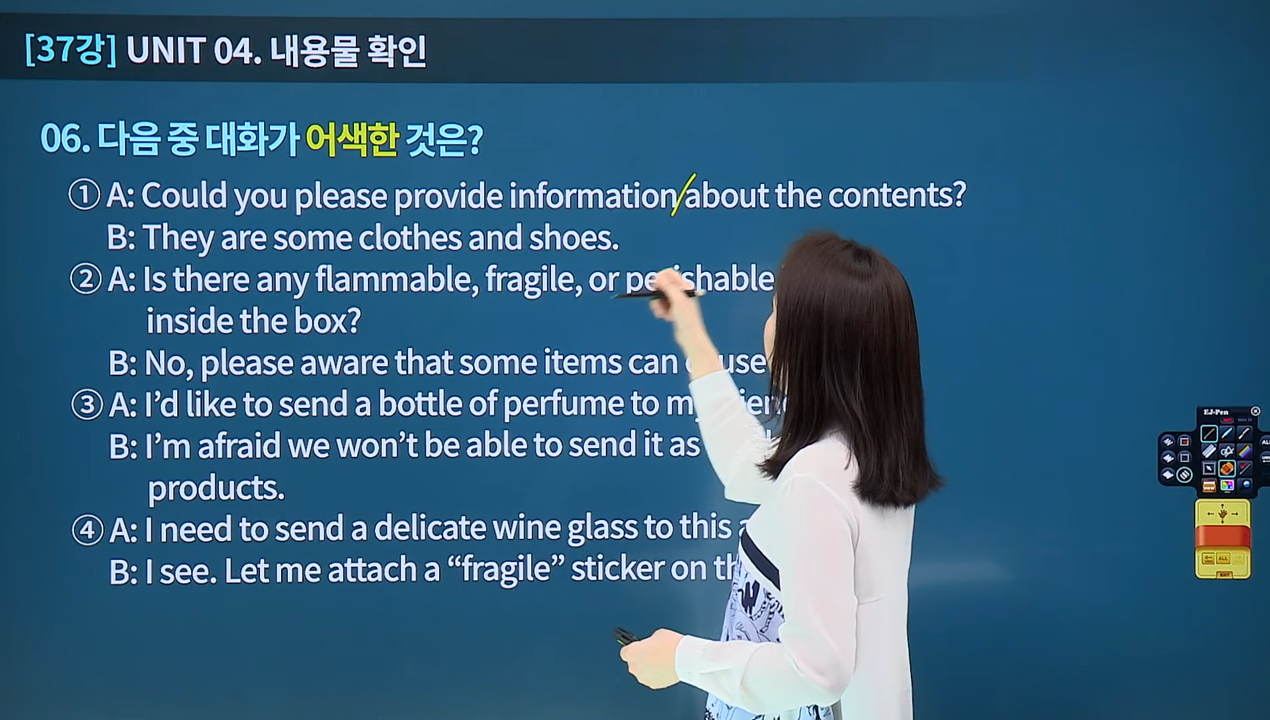 [37강] UNIT 04. 내용물 확인
06. 다음 중 대화가 어색한 것은?
① A: Could you please provide information/about the contents?
B: They are some clothes and shoes.
② A: Is there any flammable, fragile, or perishable
inside the box?
B: No, please aware that some items can
③ A: I'd like to send a bottle of perfume to
B: I'm afraid we won't be able to send it as
products.
④ A: I need to send a delicate wine glass to this
B: I see. Let me attach a “fragile” sticker on
EJ-Pen